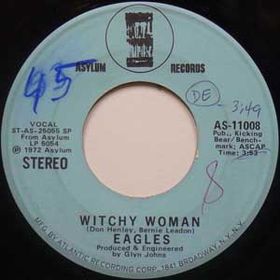 45
ASYLUM RECORDS
DE
3:49
VOCAL
ST-AS-25055 SP
From Asylum
LP 5054
℗ 1972 Asylum
STEREO
AS-11008
Pub., Kicking
Bear/Bench-
mark; ASCAP
Time: 3:53
8
WITCHY WOMAN
(Don Henley, Bernie Leadon)
EAGLES
Produced & Engineered
by Glyn Johns
MFG. BY ATLANTIC RECORDING CORP. 1841 BROADWAY, N.Y., N.Y.